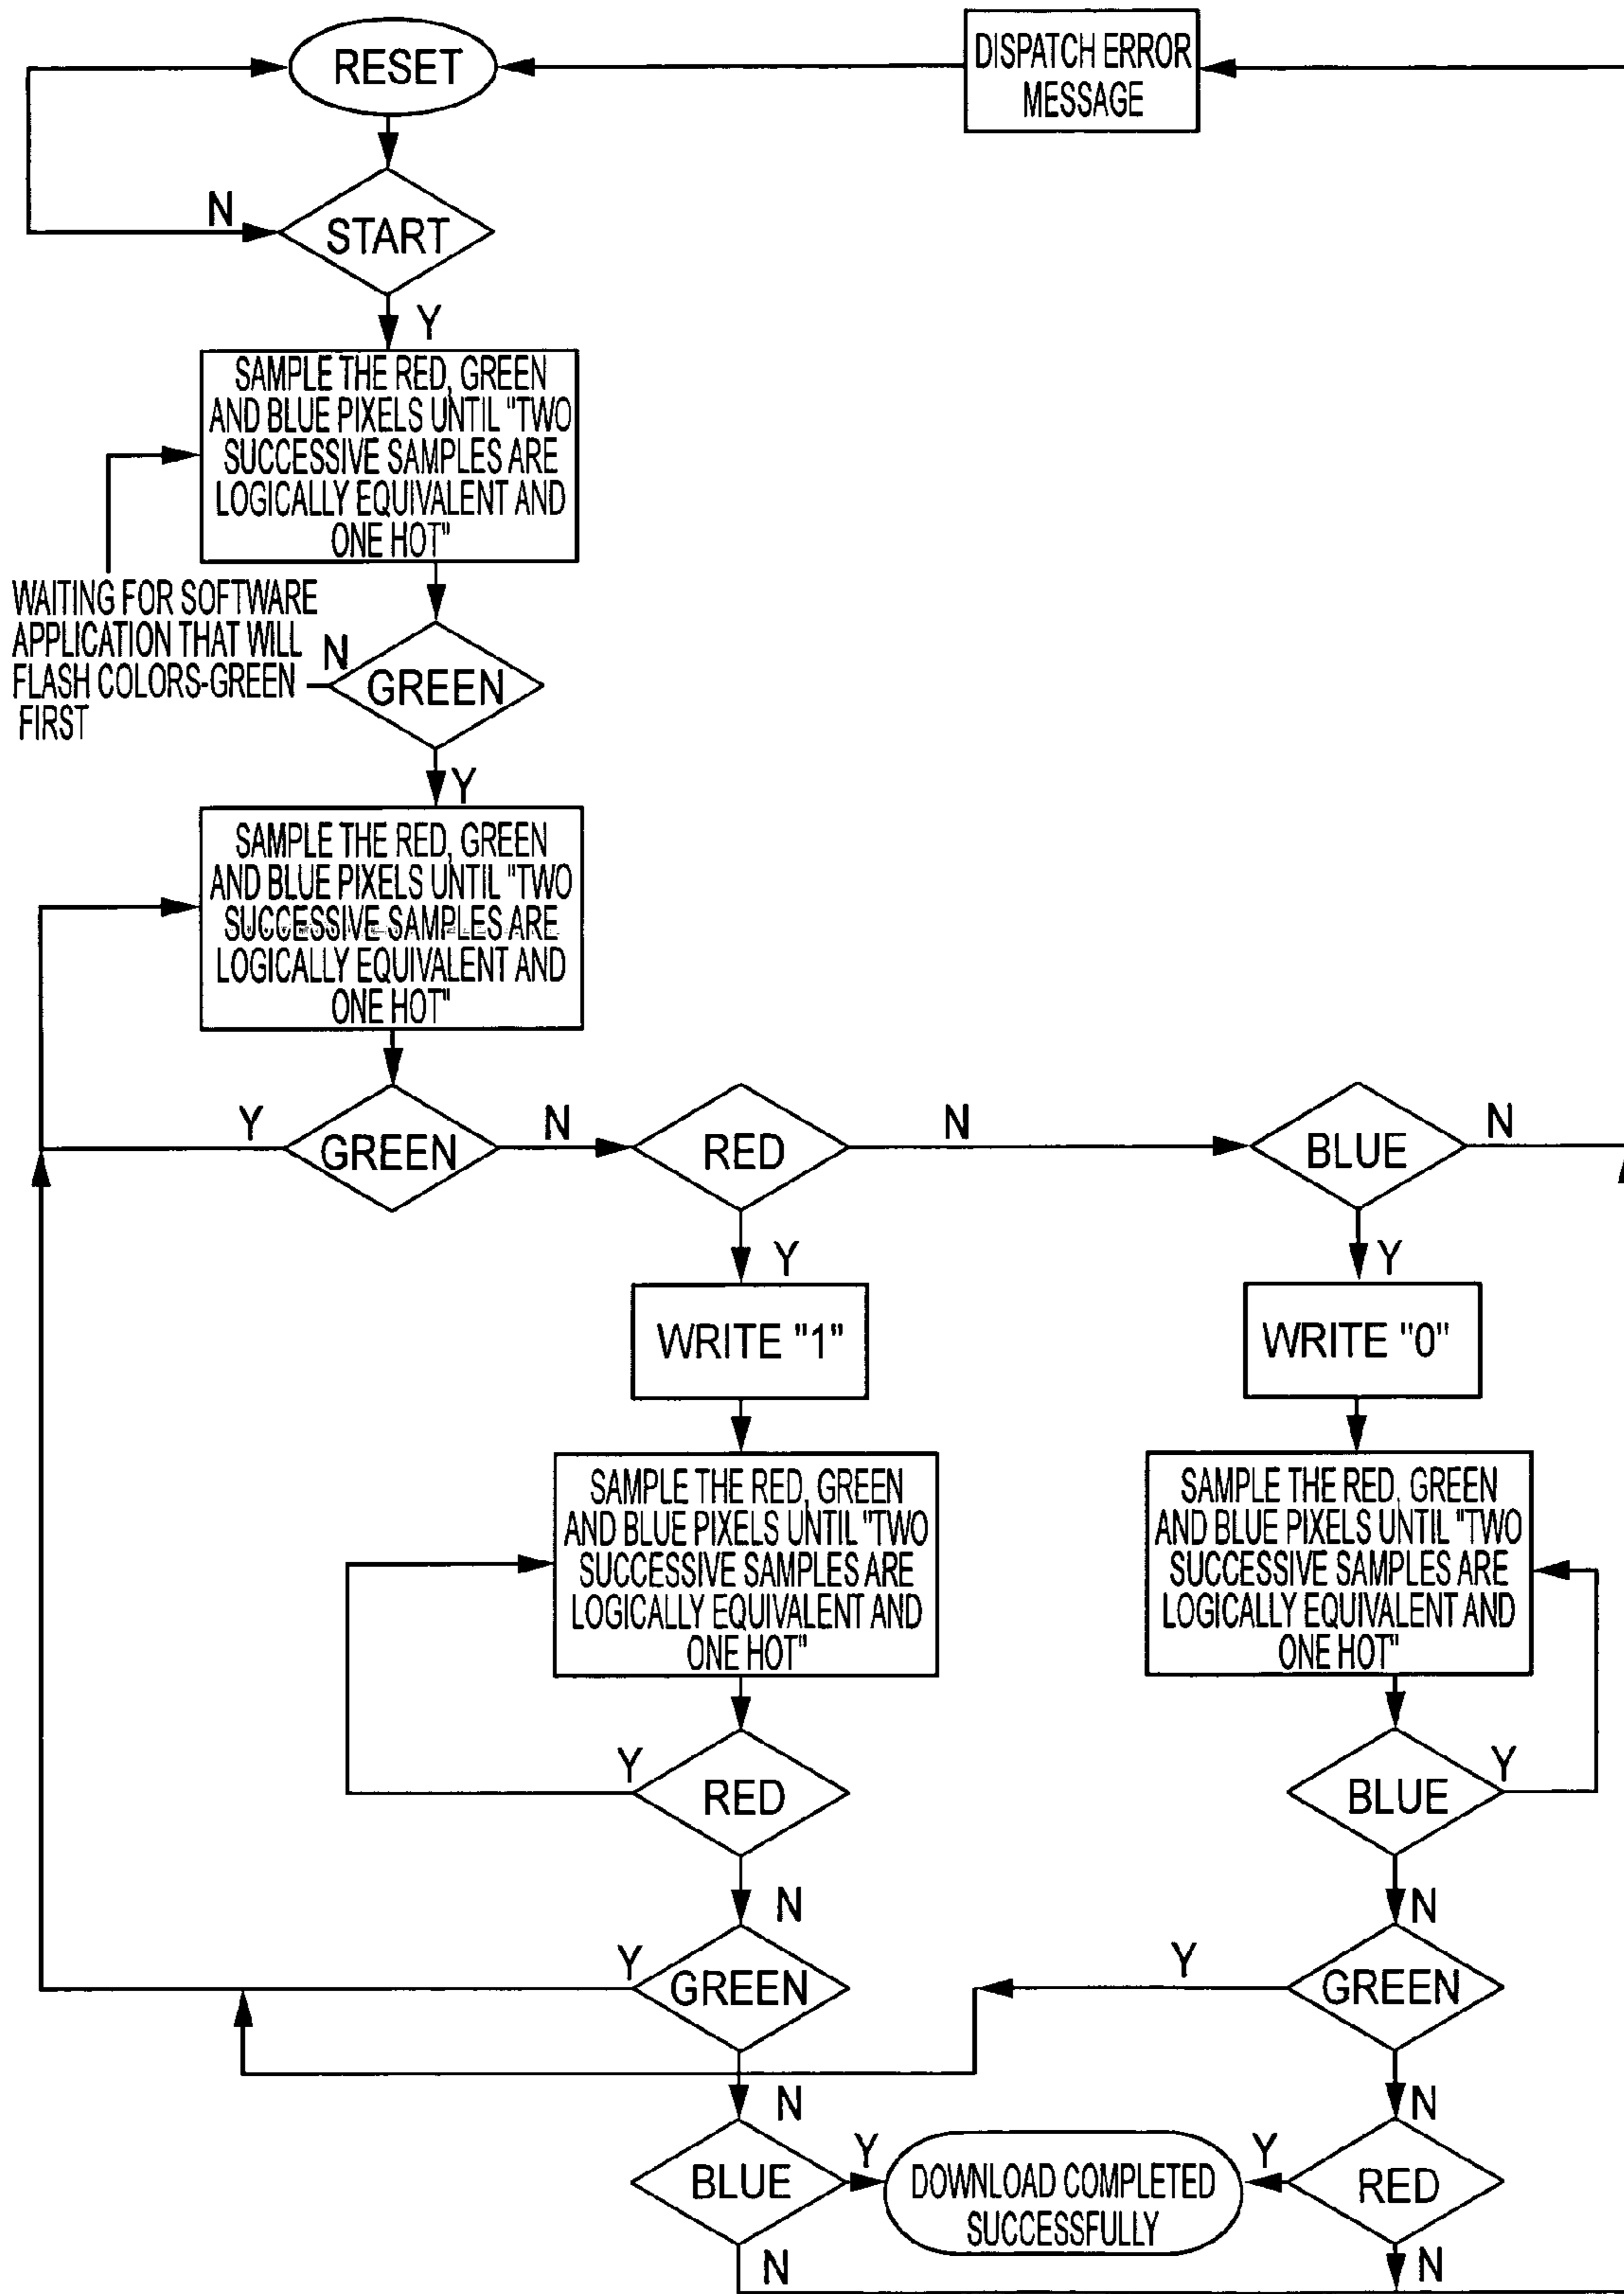 RESET
DISPATCH ERROR
MESSAGE
N
START
Y
SAMPLE THE RED, GREEN
AND BLUE PIXELS UNTIL "TWO
SUCCESSIVE SAMPLES ARE
LOGICALLY EQUIVALENT AND
ONE HOT"
WAITING FOR SOFTWARE
APPLICATION THAT WILL
FLASH COLORS-GREEN
FIRST
N
GREEN
Y
SAMPLE THE RED, GREEN
AND BLUE PIXELS UNTIL "TWO
SUCCESSIVE SAMPLES ARE
LOGICALLY EQUIVALENT AND
ONE HOT"
Y
GREEN
N
RED
N
BLUE
N
Y
Y
WRITE "1"
WRITE "0"
SAMPLE THE RED, GREEN
AND BLUE PIXELS UNTIL "TWO
SUCCESSIVE SAMPLES ARE
LOGICALLY EQUIVALENT AND
ONE HOT"
SAMPLE THE RED, GREEN
AND BLUE PIXELS UNTIL "TWO
SUCCESSIVE SAMPLES ARE
LOGICALLY EQUIVALENT AND
ONE HOT"
Y
RED
BLUE
Y
N
N
Y
GREEN
Y
GREEN
N
N
BLUE
Y
DOWNLOAD COMPLETED
SUCCESSFULLY
Y
RED
N
N